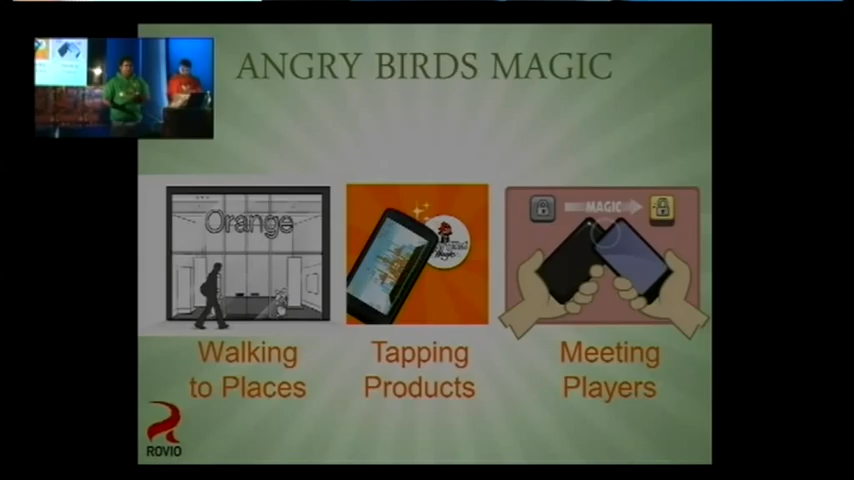 ANGRY BIRDS MAGIC
Orange
MAGIC
Walking
to Places
Tapping
Products
Meeting
Players
ROVIO